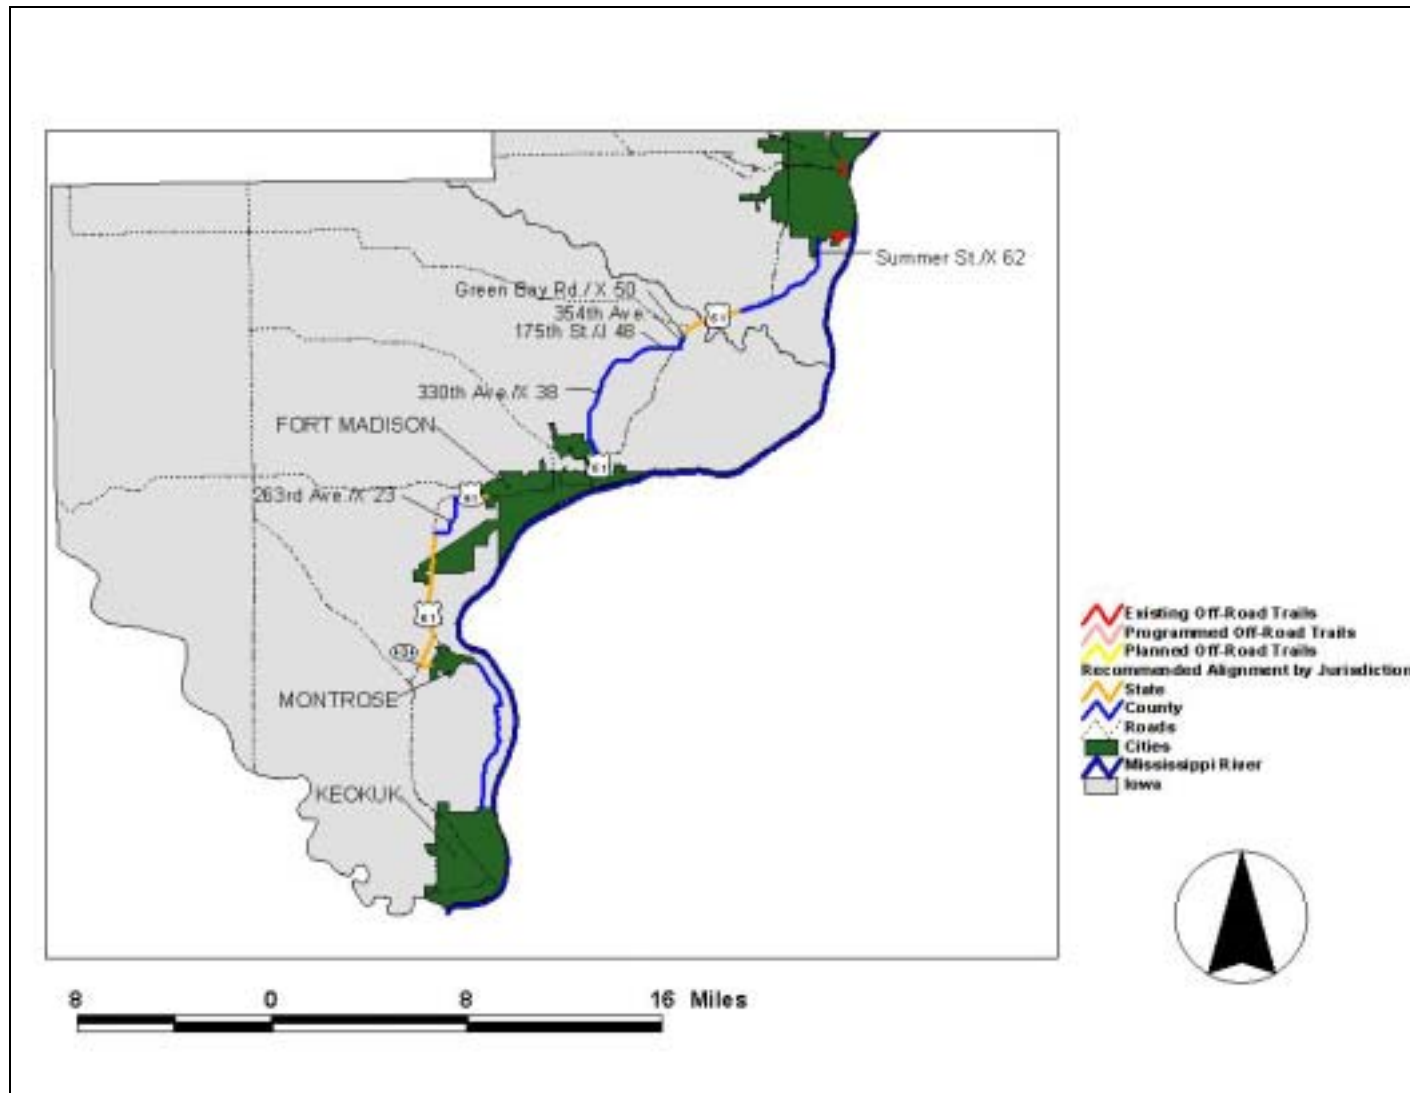 Summer St./X 62
Green Bay Rd./X 50
61
354th Ave.
175th St./J 48
330th Ave./X 38
FORT MADISON
61
263rd Ave./X 23
61
61
MONTROSE
KEOKUK
Existing Off-Road Trails
Programmed Off-Road Trails
Planned Off-Road Trails
Recommended Alignment by Jurisdiction
State
County
Roads
Cities
Mississippi River
Iowa
8 0 8 16 Miles